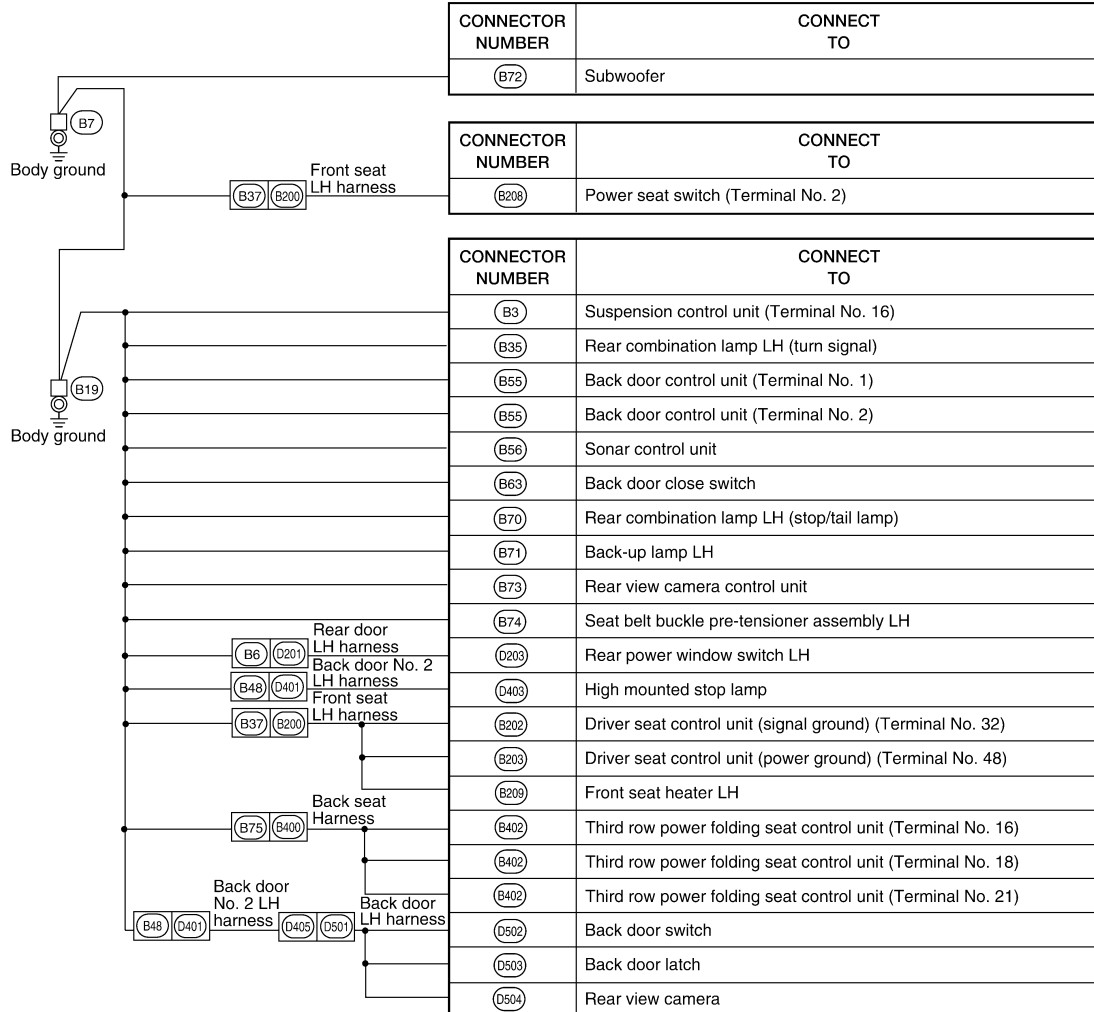 CONNECTOR NUMBER CONNECT TO
B72 Subwoofer
B7
Body ground
CONNECTOR NUMBER CONNECT TO
Front seat
LH harness
B37 B200 B208 Power seat switch (Terminal No. 2)
CONNECTOR NUMBER CONNECT TO
B3 Suspension control unit (Terminal No. 16)
B35 Rear combination lamp LH (turn signal)
B19
Body ground
B55 Back door control unit (Terminal No. 1)
B55 Back door control unit (Terminal No. 2)
B56 Sonar control unit
B63 Back door close switch
B70 Rear combination lamp LH (stop/tail lamp)
B71 Back-up lamp LH
B73 Rear view camera control unit
B74 Seat belt buckle pre-tensioner assembly LH
Rear door
LH harness
B6 D201 D203 Rear power window switch LH
Back door No. 2
LH harness
B48 D401 D403 High mounted stop lamp
Front seat
LH harness
B37 B200 B202 Driver seat control unit (signal ground) (Terminal No. 32)
B203 Driver seat control unit (power ground) (Terminal No. 48)
B209 Front seat heater LH
Back seat
Harness
B75 B400 B402 Third row power folding seat control unit (Terminal No. 16)
B402 Third row power folding seat control unit (Terminal No. 18)
B402 Third row power folding seat control unit (Terminal No. 21)
Back door
No. 2 LH
harness
Back door
LH harness
B48 D401 D405 D501 D502 Back door switch
D503 Back door latch
D504 Rear view camera